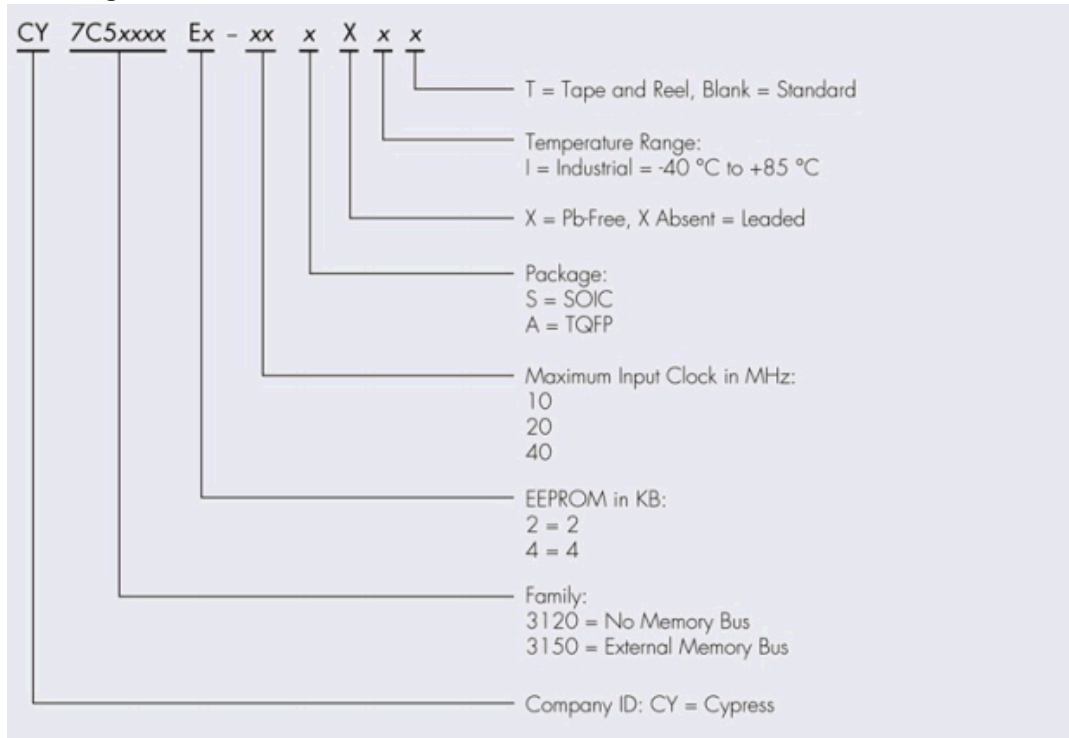 CY 7C5xxxx Ex - xx x X x x
T = Tape and Reel, Blank = Standard
Temperature Range:
I = Industrial = -40 °C to +85 °C
X = Pb-Free, X Absent = Leaded
Package:
S = SOIC
A = TQFP
Maximum Input Clock in MHz:
10
20
40
EEPROM in KB:
2 = 2
4 = 4
Family:
3120 = No Memory Bus
3150 = External Memory Bus
Company ID: CY = Cypress